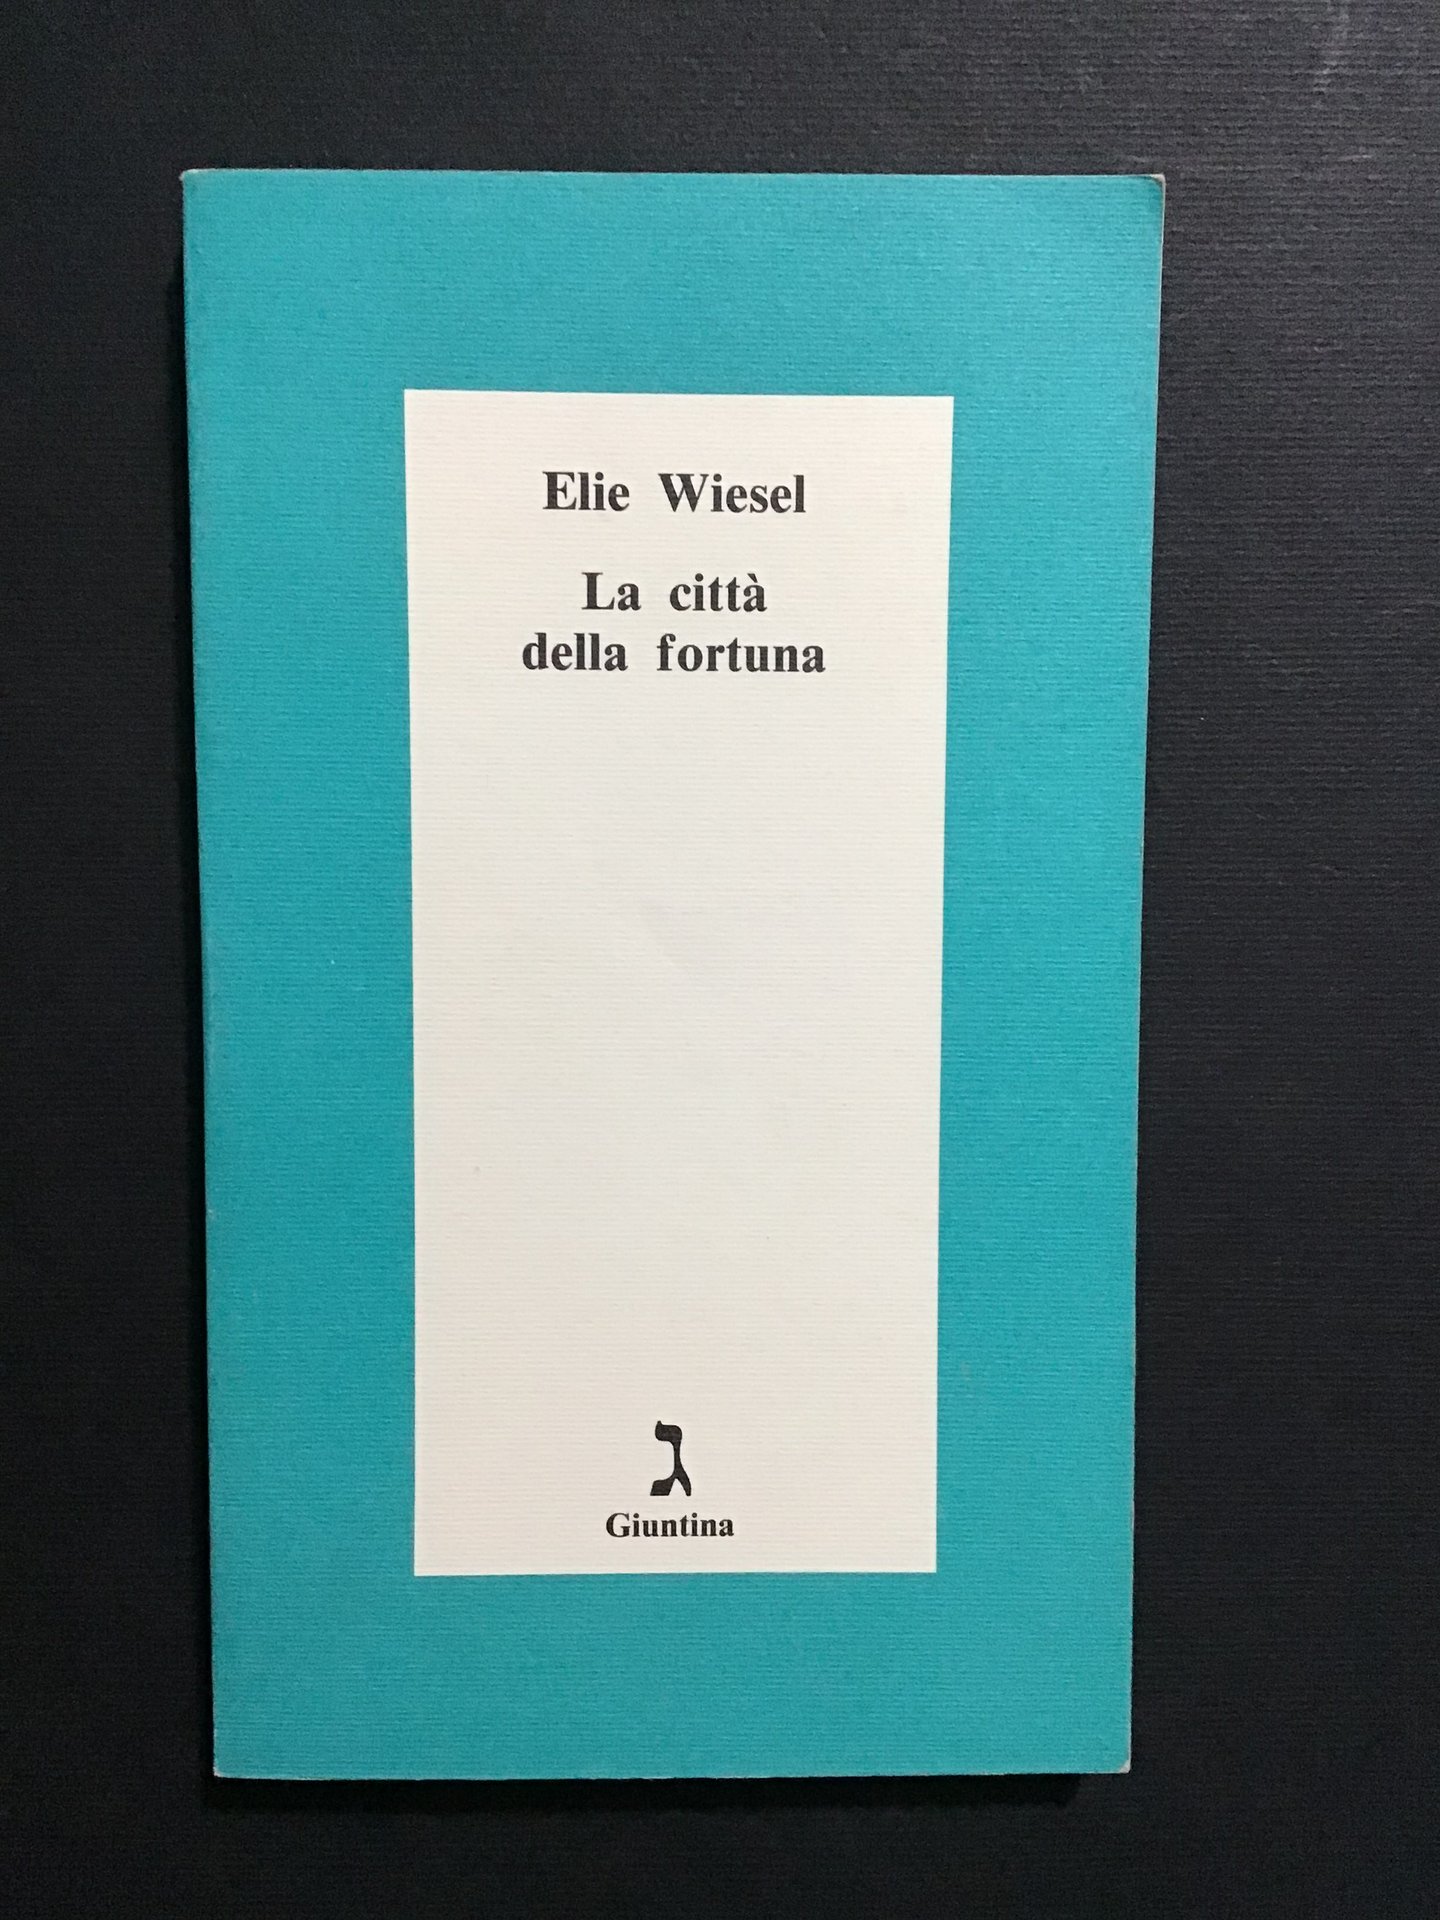 Elie Wiesel
La città
della fortuna
ג
Giuntina